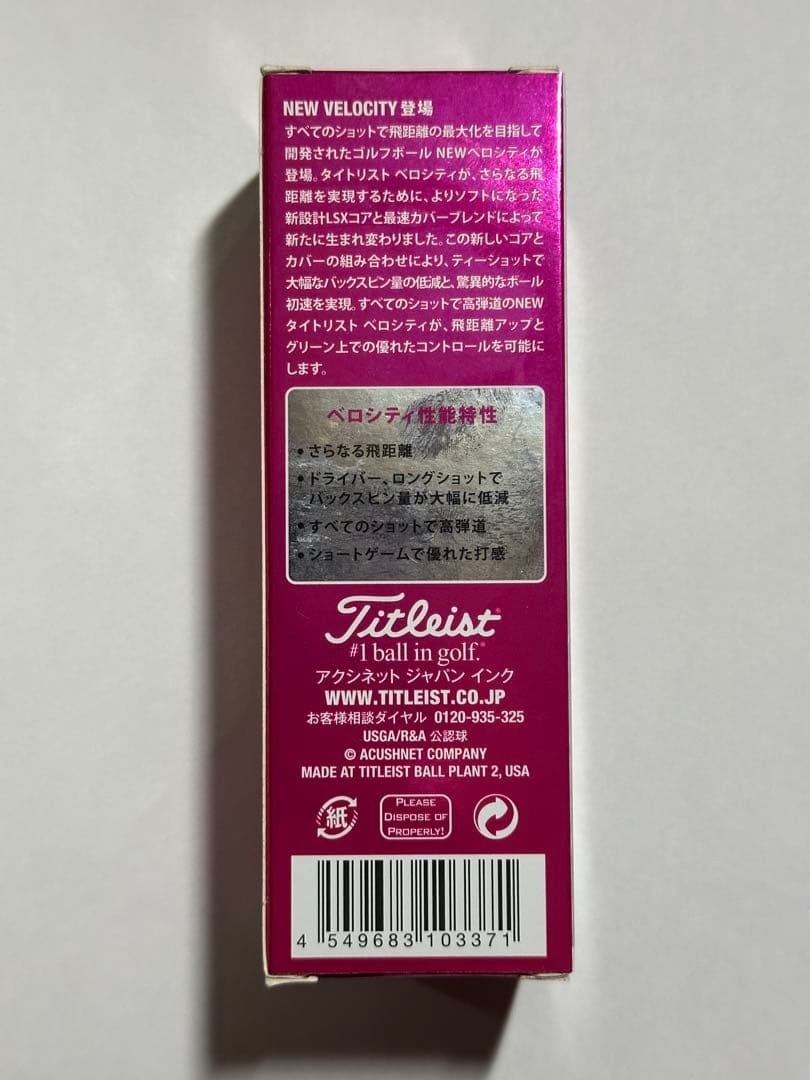 NEW VELOCITY 登場
すべてのショットで飛距離の最大化を目指して
開発されたゴルフボール NEWベロシティが
登場。タイトリスト ベロシティが、さらなる飛
距離を実現するために、よりソフトになった
新設計LSXコアと最速カバーブレンドによって
新たに生まれ変わりました。この新しいコアと
カバーの組み合わせにより、ティーショットで
大幅なバックスピン量の低減と、驚異的なボール
初速を実現。すべてのショットで高弾道のNEW
タイトリスト ベロシティが、飛距離アップと
グリーン上での優れたコントロールを可能に
します。
ベロシティ性能特性
• さらなる飛距離
• ドライバー、ロングショットで
バックスピン量が大幅に低減
• すべてのショットで高弾道
• ショートゲームで優れた打感
Titleist®
#1 ball in golf.®
アクシネット ジャパン インク
WWW.TITLEIST.CO.JP
お客様相談ダイヤル 0120-935-325
USGA/R&A 公認球
© ACUSHNET COMPANY
MADE AT TITLEIST BALL PLANT 2, USA
紙
PLEASE
DISPOSE OF
PROPERLY!
4 549683 103371